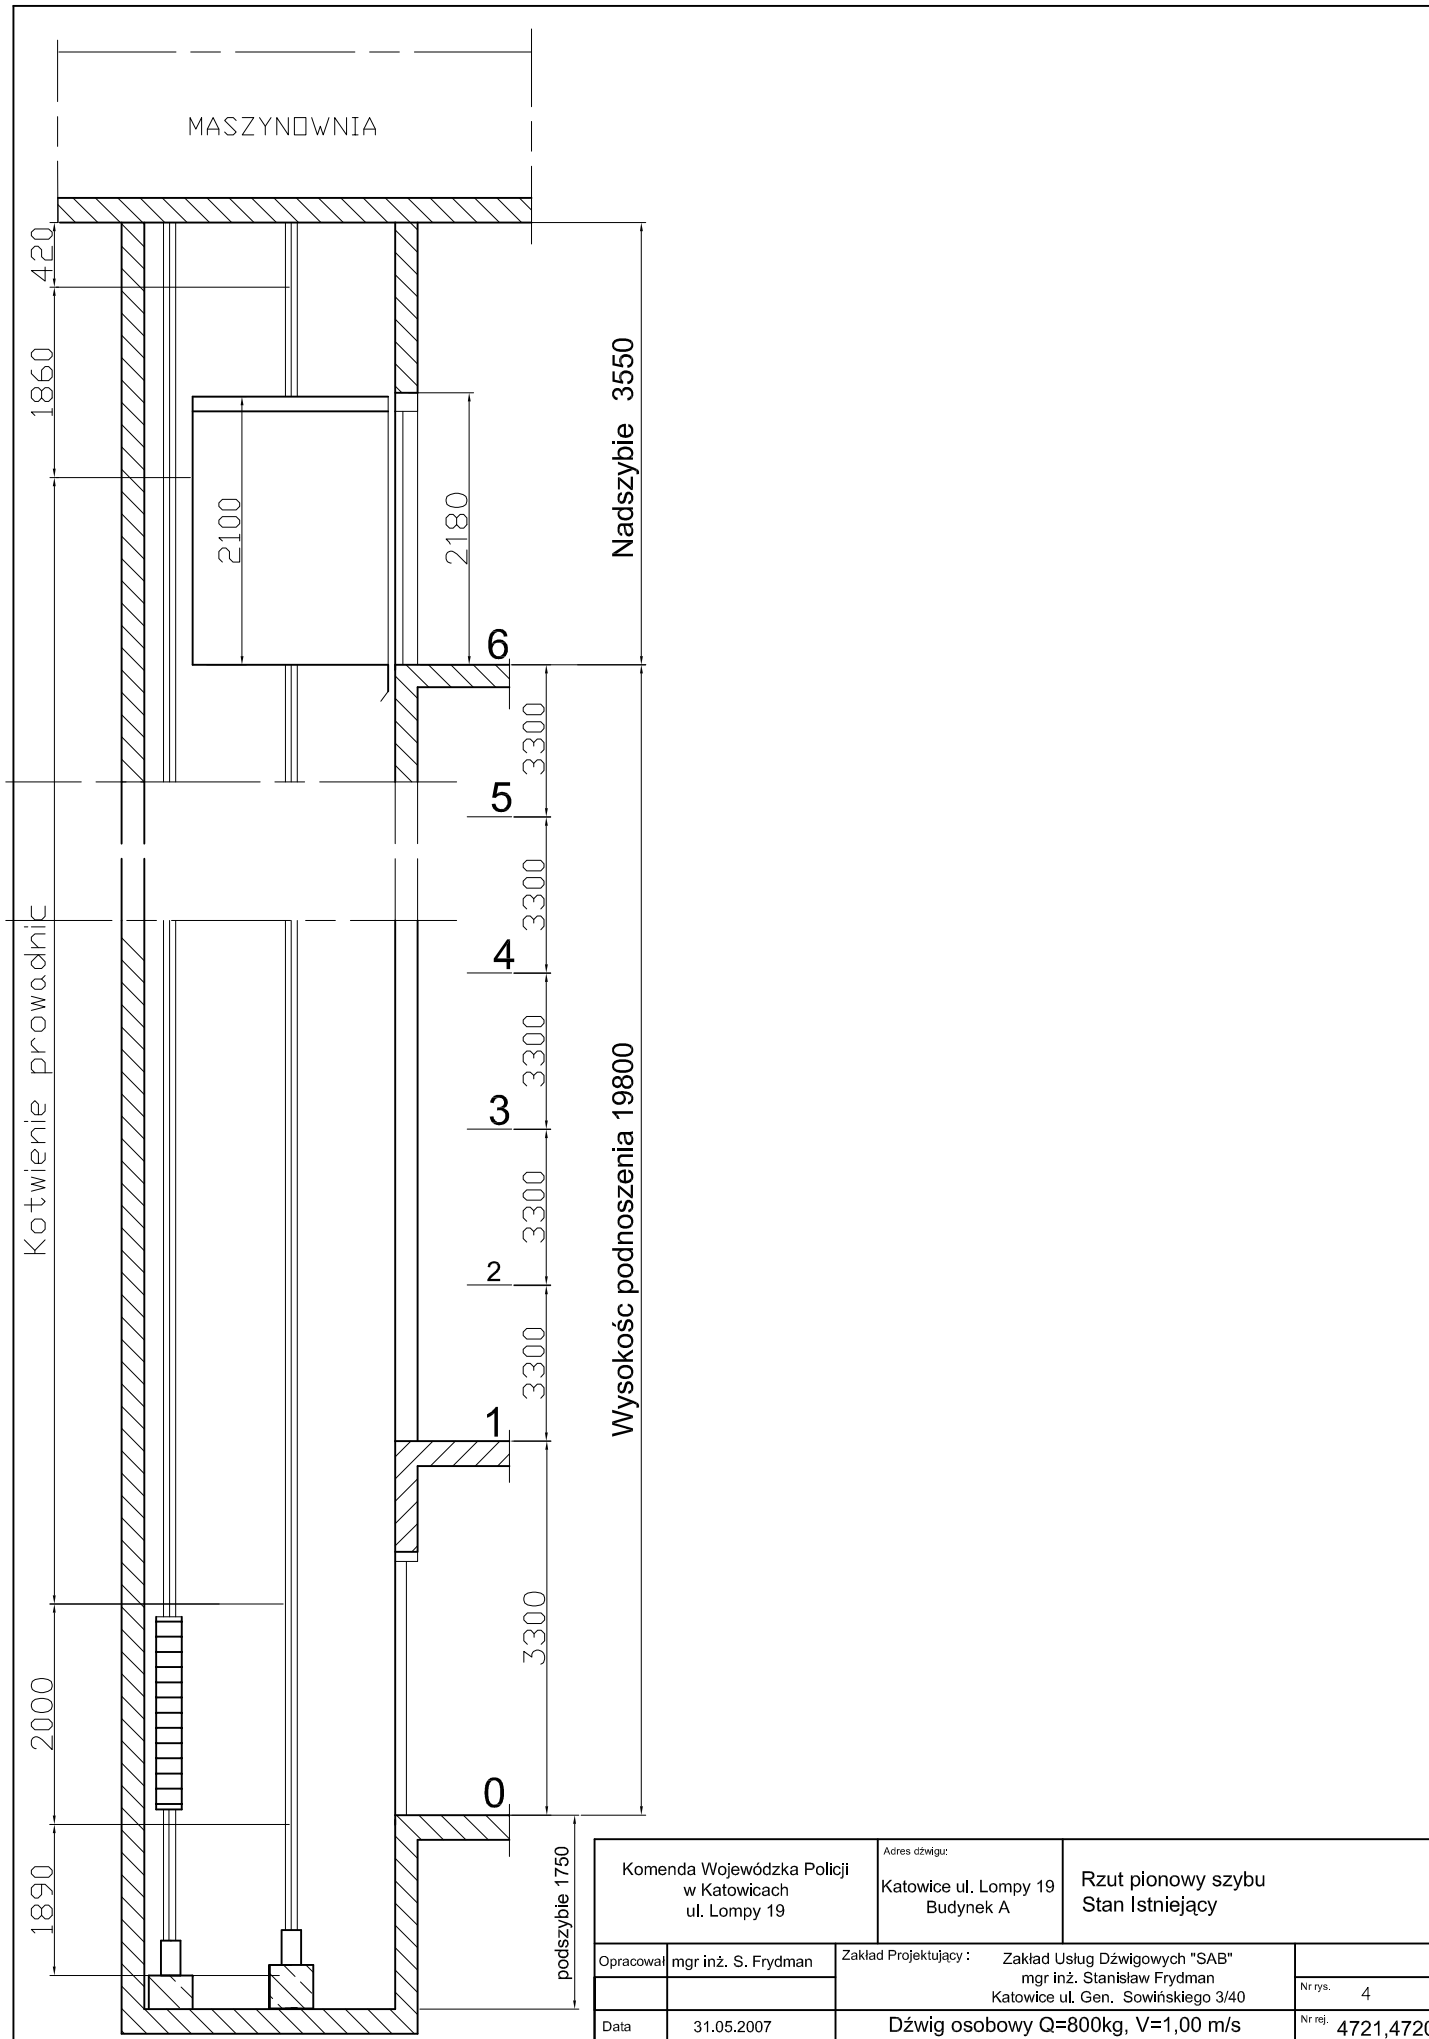 MASZYNOWNIA
420
1860
2100
2180
Nadszybie 3550
6
3300
5
3300
4
3300
3
3300
2
3300
1
3300
0
Kotwienie prowadnic
Wysokośc podnoszenia 19800
2000
1890
podszybie 1750
Komenda Wojewódzka Policji
w Katowicach
ul. Lompy 19
Adres dźwigu:
Katowice ul. Lompy 19
Budynek A
Rzut pionowy szybu
Stan Istniejący
Opracował
mgr inż. S. Frydman
Zakład Projektujący :
Zakład Usług Dźwigowych "SAB"
mgr inż. Stanisław Frydman
Katowice ul. Gen. Sowińskiego 3/40
Nr rys. 4
Data
31.05.2007
Dźwig osobowy Q=800kg, V=1,00 m/s
Nr rej. 4721,4720